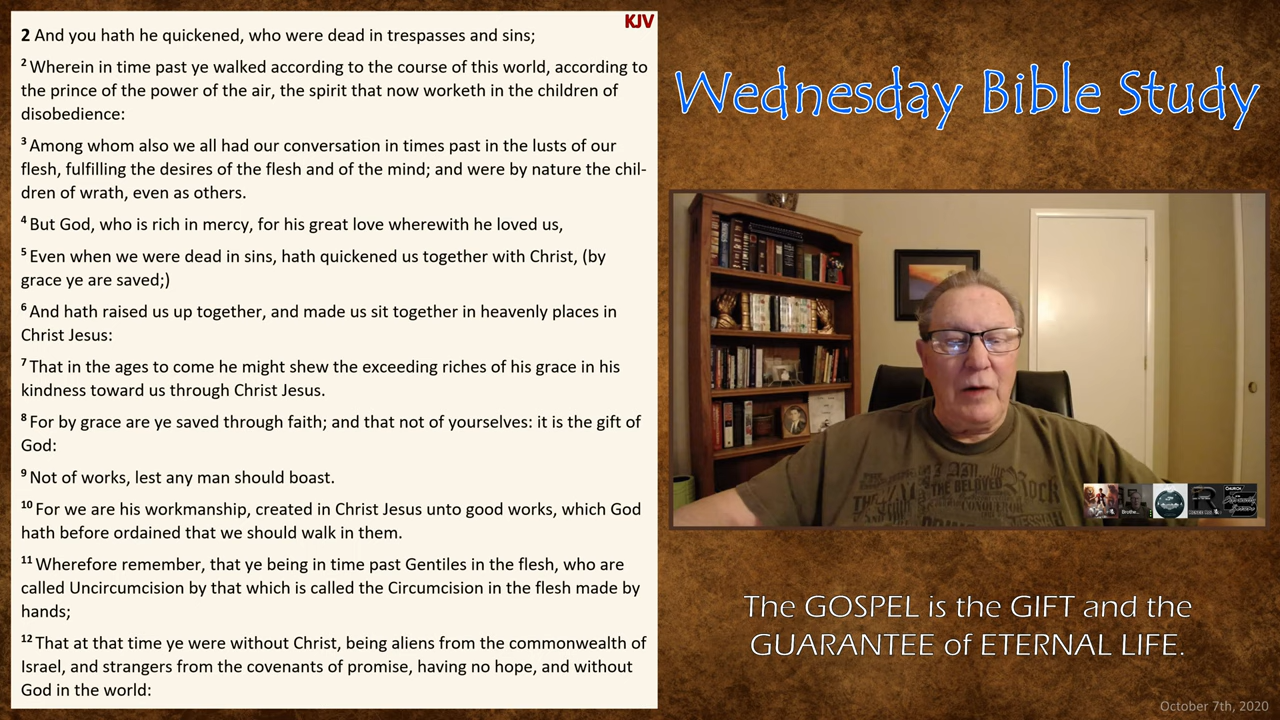 KJV
2 And you hath he quickened, who were dead in trespasses and sins;
2 Wherein in time past ye walked according to the course of this world, according to
the prince of the power of the air, the spirit that now worketh in the children of
disobedience:
3 Among whom also we all had our conversation in times past in the lusts of our
flesh, fulfilling the desires of the flesh and of the mind; and were by nature the chil-
dren of wrath, even as others.
4 But God, who is rich in mercy, for his great love wherewith he loved us,
5 Even when we were dead in sins, hath quickened us together with Christ, (by
grace ye are saved;)
6 And hath raised us up together, and made us sit together in heavenly places in
Christ Jesus:
7 That in the ages to come he might shew the exceeding riches of his grace in his
kindness toward us through Christ Jesus.
8 For by grace are ye saved through faith; and that not of yourselves: it is the gift of
God:
9 Not of works, lest any man should boast.
10 For we are his workmanship, created in Christ Jesus unto good works, which God
hath before ordained that we should walk in them.
11 Wherefore remember, that ye being in time past Gentiles in the flesh, who are
called Uncircumcision by that which is called the Circumcision in the flesh made by
hands;
12 That at that time ye were without Christ, being aliens from the commonwealth of
Israel, and strangers from the covenants of promise, having no hope, and without
God in the world:
Wednesday Bible Study
I AM the
THE BELOVED Rock
Brothe...
CHURCH
The GOSPEL is the GIFT and the
GUARANTEE of ETERNAL LIFE.
October 7th, 2020